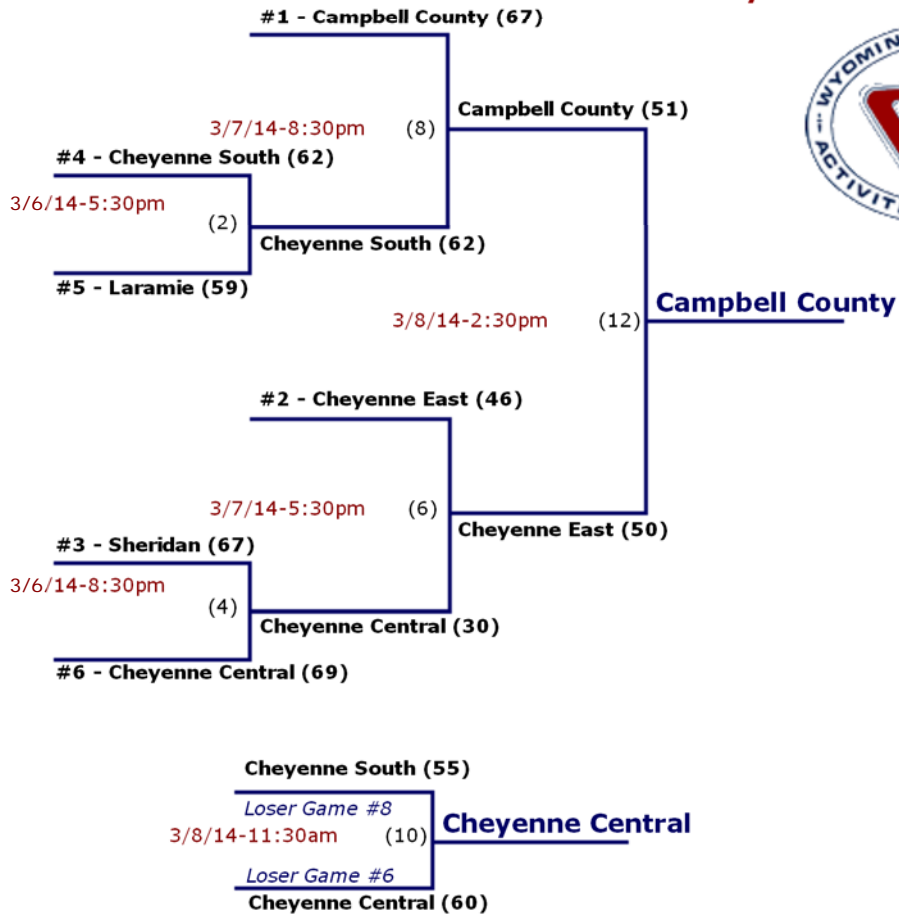 #1 - Campbell County (67)
WYOMING
ACTIVITIES
3/7/14-8:30pm
(8)
Campbell County (51)
#4 - Cheyenne South (62)
3/6/14-5:30pm
(2)
Cheyenne South (62)
#5 - Laramie (59)
3/8/14-2:30pm
(12)
Campbell County
#2 - Cheyenne East (46)
3/7/14-5:30pm
(6)
Cheyenne East (50)
#3 - Sheridan (67)
3/6/14-8:30pm
(4)
Cheyenne Central (30)
#6 - Cheyenne Central (69)
Cheyenne South (55)
Loser Game #8
3/8/14-11:30am
(10)
Cheyenne Central
Loser Game #6
Cheyenne Central (60)